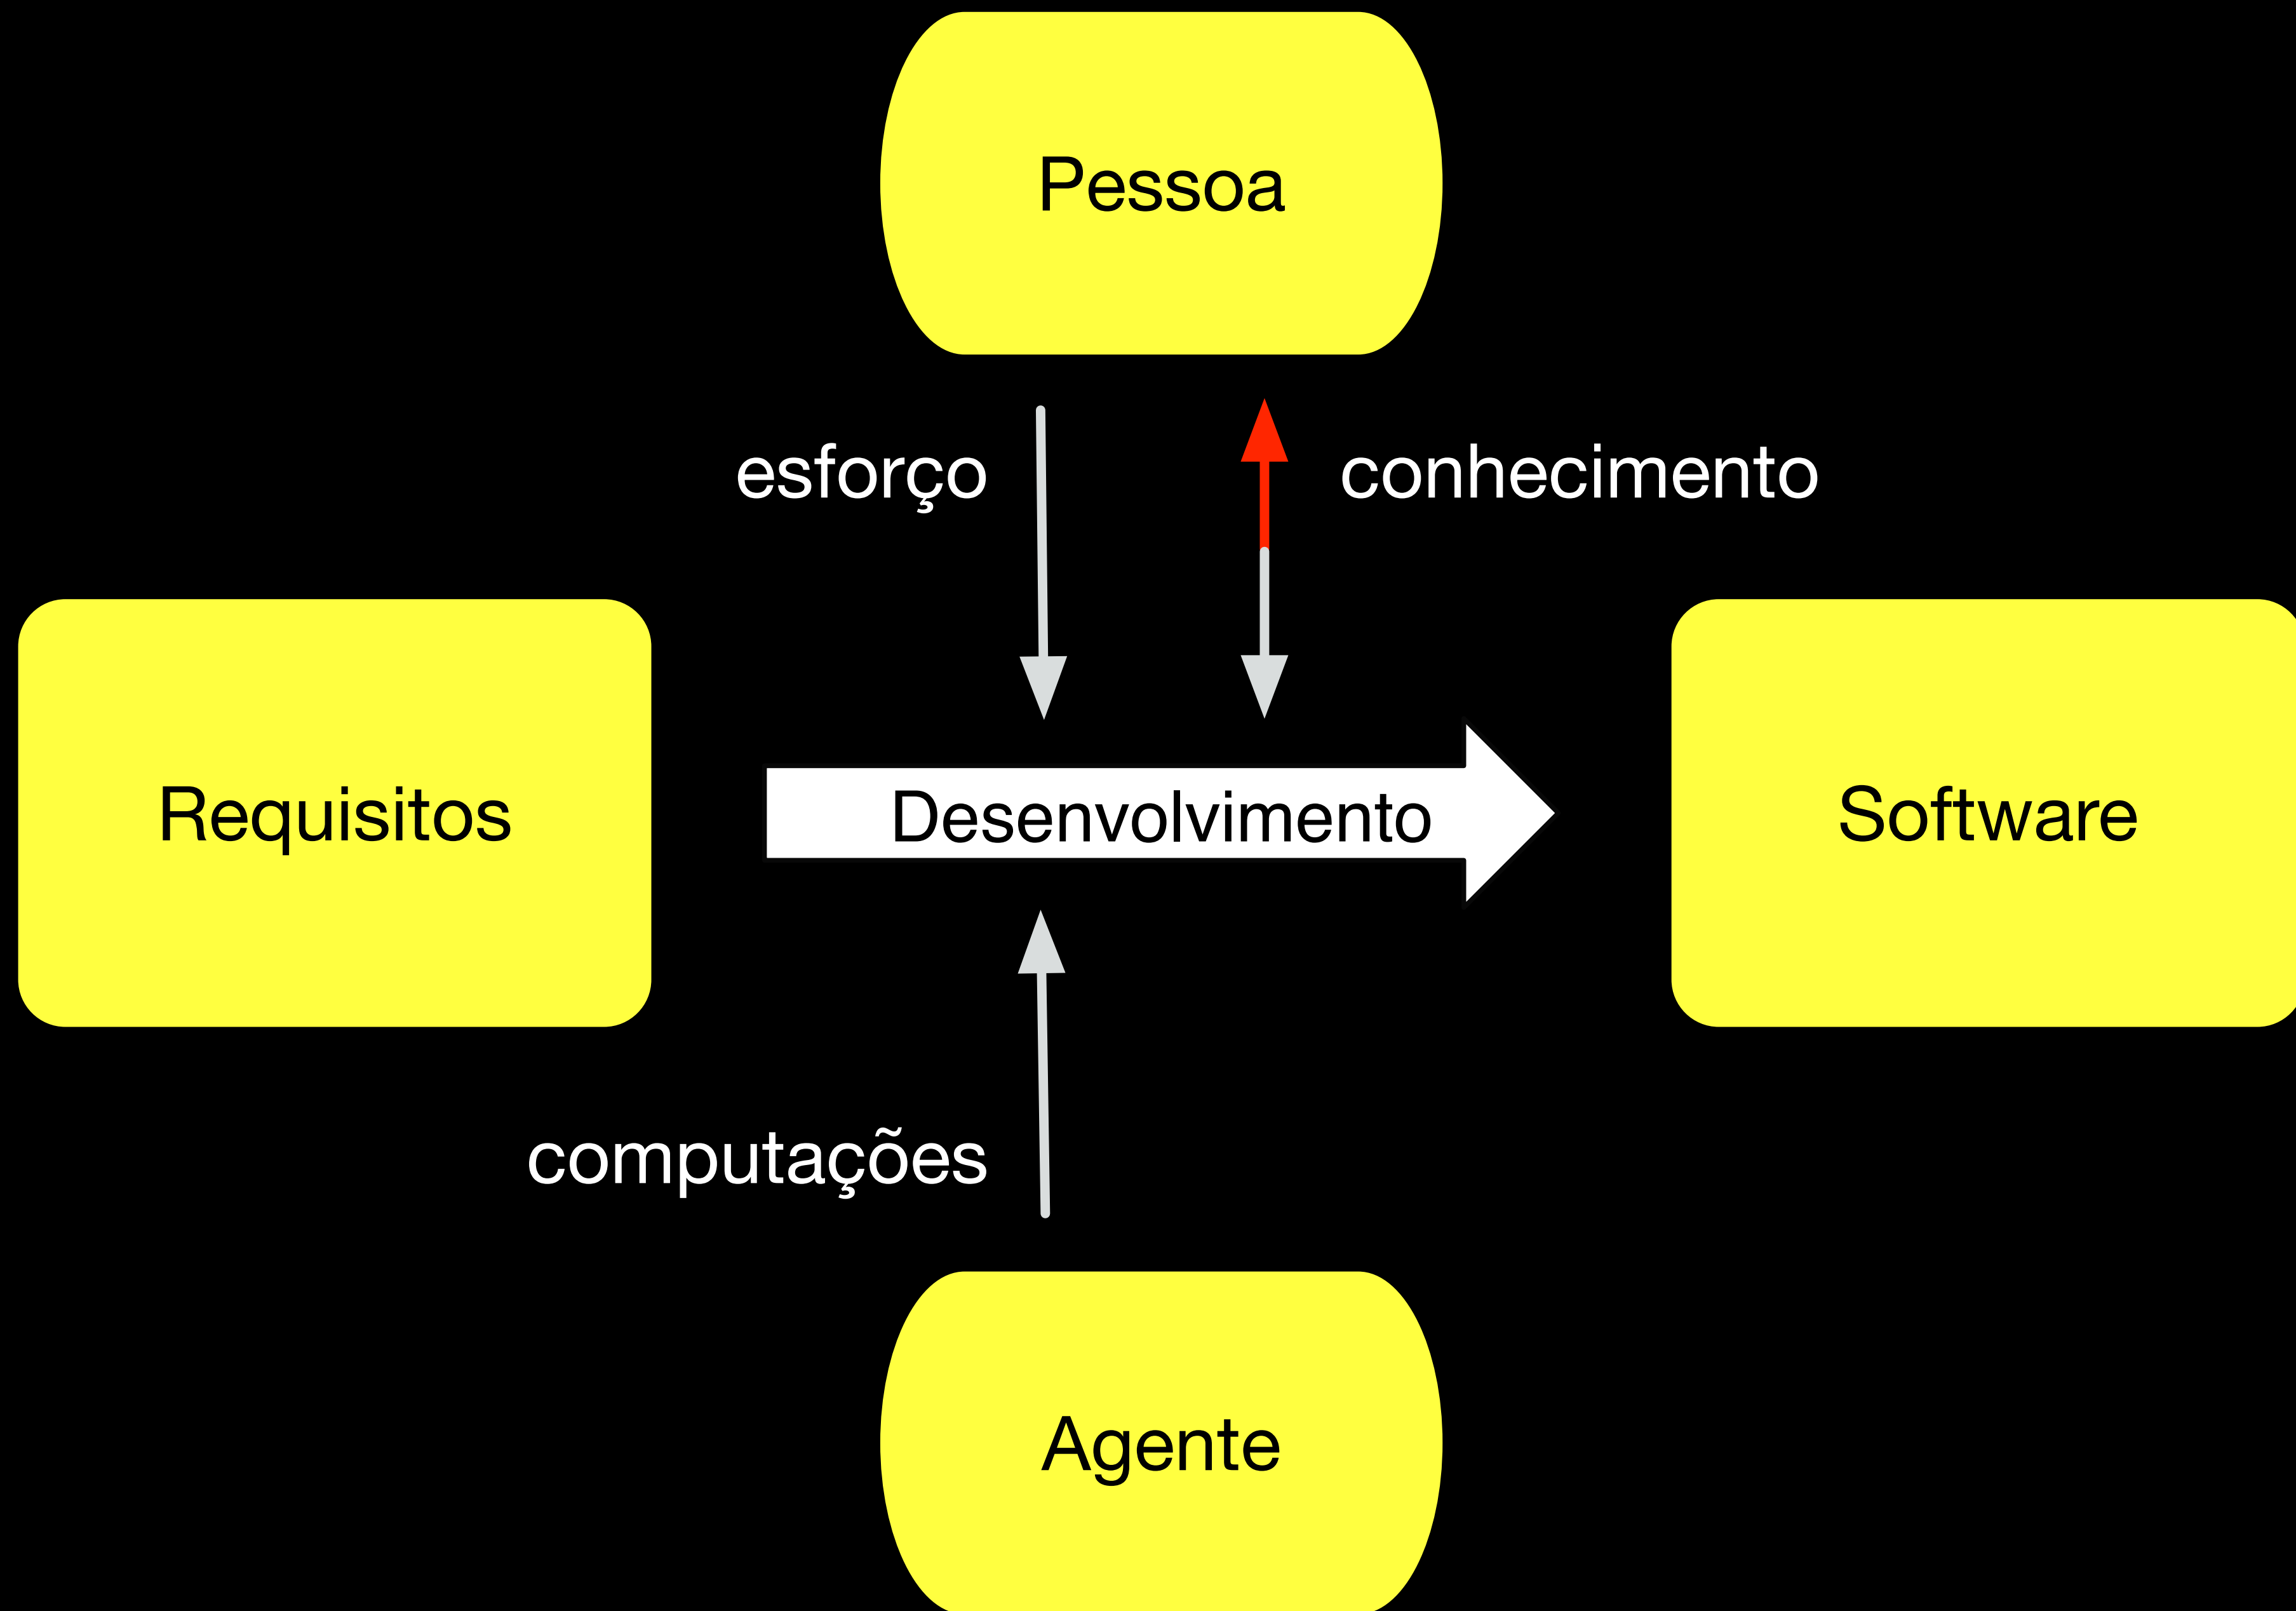 Pessoa
esforço
conhecimento
Requisitos
Desenvolvimento
Software
computações
Agente